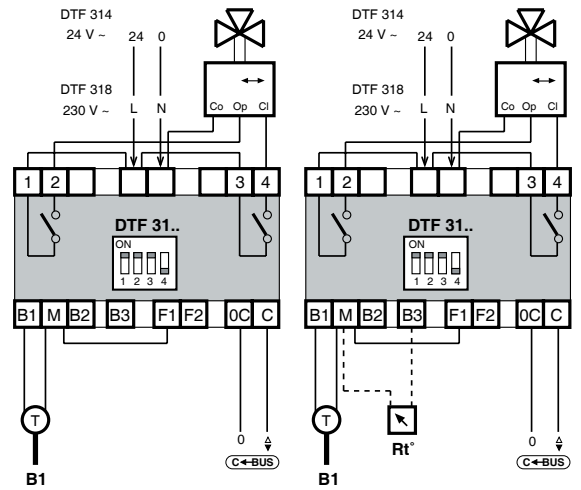 DTF 314 DTF 314
24 V ~ 24 0 24 V ~ 24 0
DTF 318 DTF 318
230 V ~ L N 230 V ~ L N
Co Op Cl Co Op Cl
1 2 3 4 1 2 3 4
DTF 31.. DTF 31..
ON ON
1 2 3 4 1 2 3 4
B1 M B2 B3 F1 F2 0C C B1 M B2 B3 F1 F2 0C C
T T
0 Rt° 0
C BUS C BUS
B1 B1